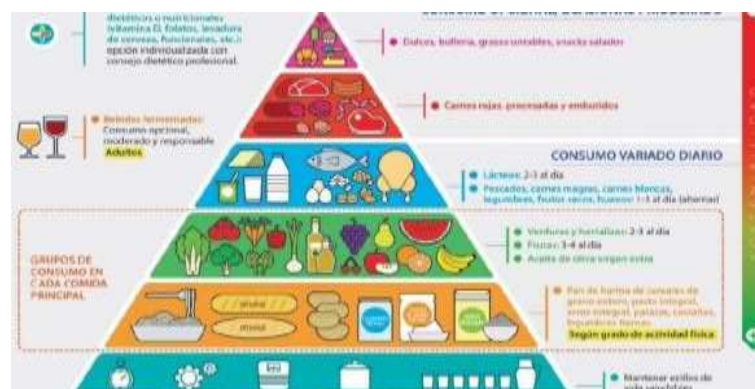 dietéticos o nutricionales
(vitamina D, folatos, levadura
de cerveza, funcionales, etc.):
opción individualizada con
consejo dietético profesional.
Dulces, bollería, grasas untables, snacks salados
Carnes rojas, procesadas y embutidos
Bebidas fermentadas:
Consumo opcional,
moderado y responsable
Adultos
CONSUMO VARIADO DIARIO
Lácteos: 2-3 al día
Pescados, carnes magras, carnes blancas,
legumbres, frutos secos, huevos: 1-3 al día (alternar)
Verduras y hortalizas: 2-3 al día
Frutas: 3-4 al día
Aceite de oliva virgen extra
GRUPOS DE
CONSUMO EN
CADA COMIDA
PRINCIPAL
Pan de harina de cereales de
grano entero, pasta integral,
arroz integral, patatas, castañas,
legumbres tiernas
Según grado de actividad física
Mantener estilos de
vida saludables